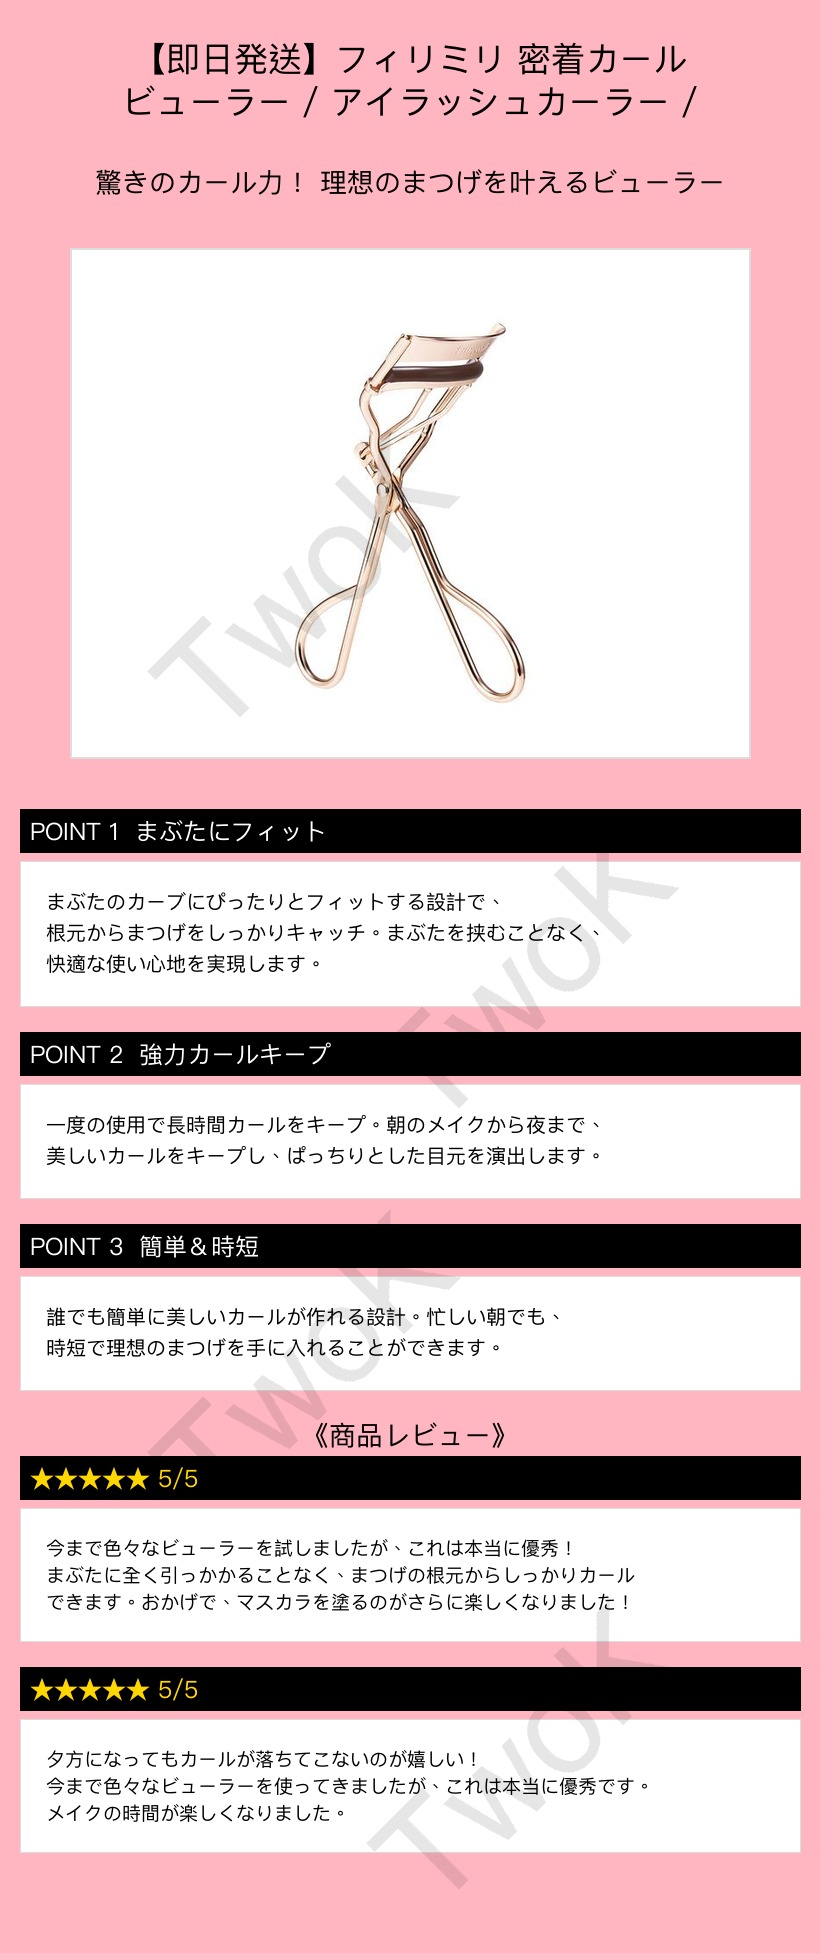 【即日発送】フィリミリ 密着カール
ビューラー / アイラッシュカーラー /
驚きのカール力！ 理想のまつげを叶えるビューラー
Twok
POINT 1 まぶたにフィット
まぶたのカーブにぴったりとフィットする設計で、
根元からまつげをしっかりキャッチ。まぶたを挟むことなく、
快適な使い心地を実現します。
Twok
POINT 2 強力カールキープ
一度の使用で長時間カールをキープ。朝のメイクから夜まで、
美しいカールをキープし、ぱっちりとした目元を演出します。
POINT 3 簡単＆時短
誰でも簡単に美しいカールが作れる設計。忙しい朝でも、
時短で理想のまつげを手に入れることができます。
Twok
《商品レビュー》
★★★★★ 5/5
今まで色々なビューラーを試しましたが、これは本当に優秀！
まぶたに全く引っかかることなく、まつげの根元からしっかりカール
できます。おかげで、マスカラを塗るのがさらに楽しくなりました！
★★★★★ 5/5
夕方になってもカールが落ちてこないのが嬉しい！
今まで色々なビューラーを使ってきましたが、これは本当に優秀です。
メイクの時間が楽しくなりました。
Twok